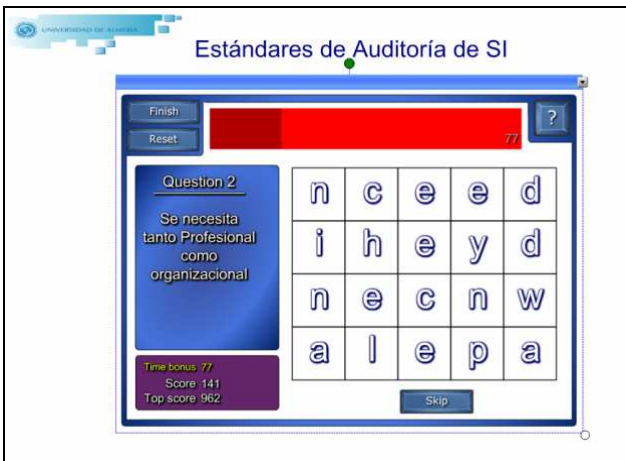 UNIVERSIDAD DE ALMERÍA
Estándares de Auditoría de SI
Finish
Reset
77
?
Question 2
Se necesita
tanto Profesional
como
organizacional
n c e e d
i h e y d
n e c n w
a l e p a
Time bonus 77
Score 141
Top score 962
Skip